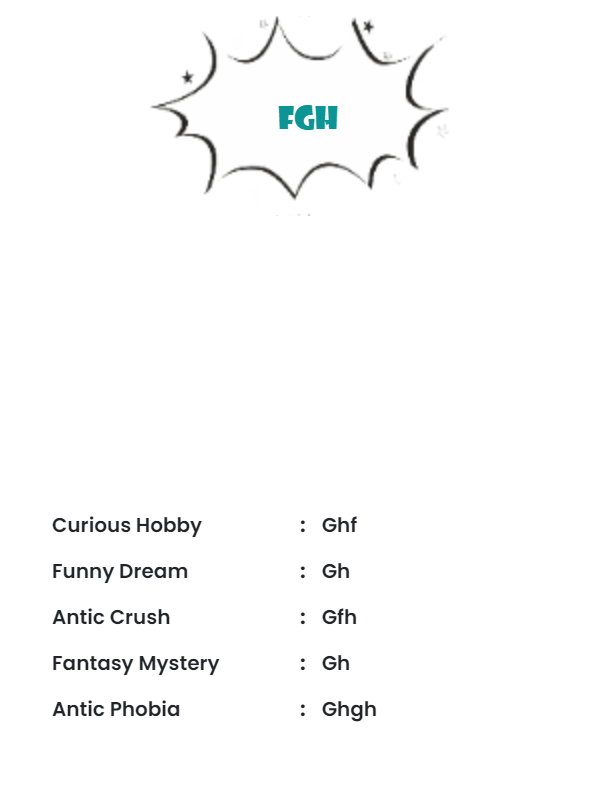 FGH
Curious Hobby : Ghf
Funny Dream : Gh
Antic Crush : Gfh
Fantasy Mystery : Gh
Antic Phobia : Ghgh